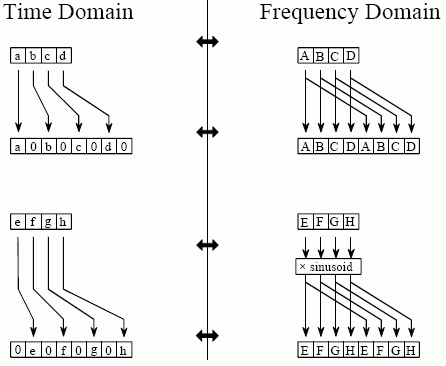 Time Domain Frequency Domain
a b c d A B C D
a 0 b 0 c 0 d 0 A B C D A B C D
e f g h E F G H
× sinusoid
0 e 0 f 0 g 0 h E F G H E F G H